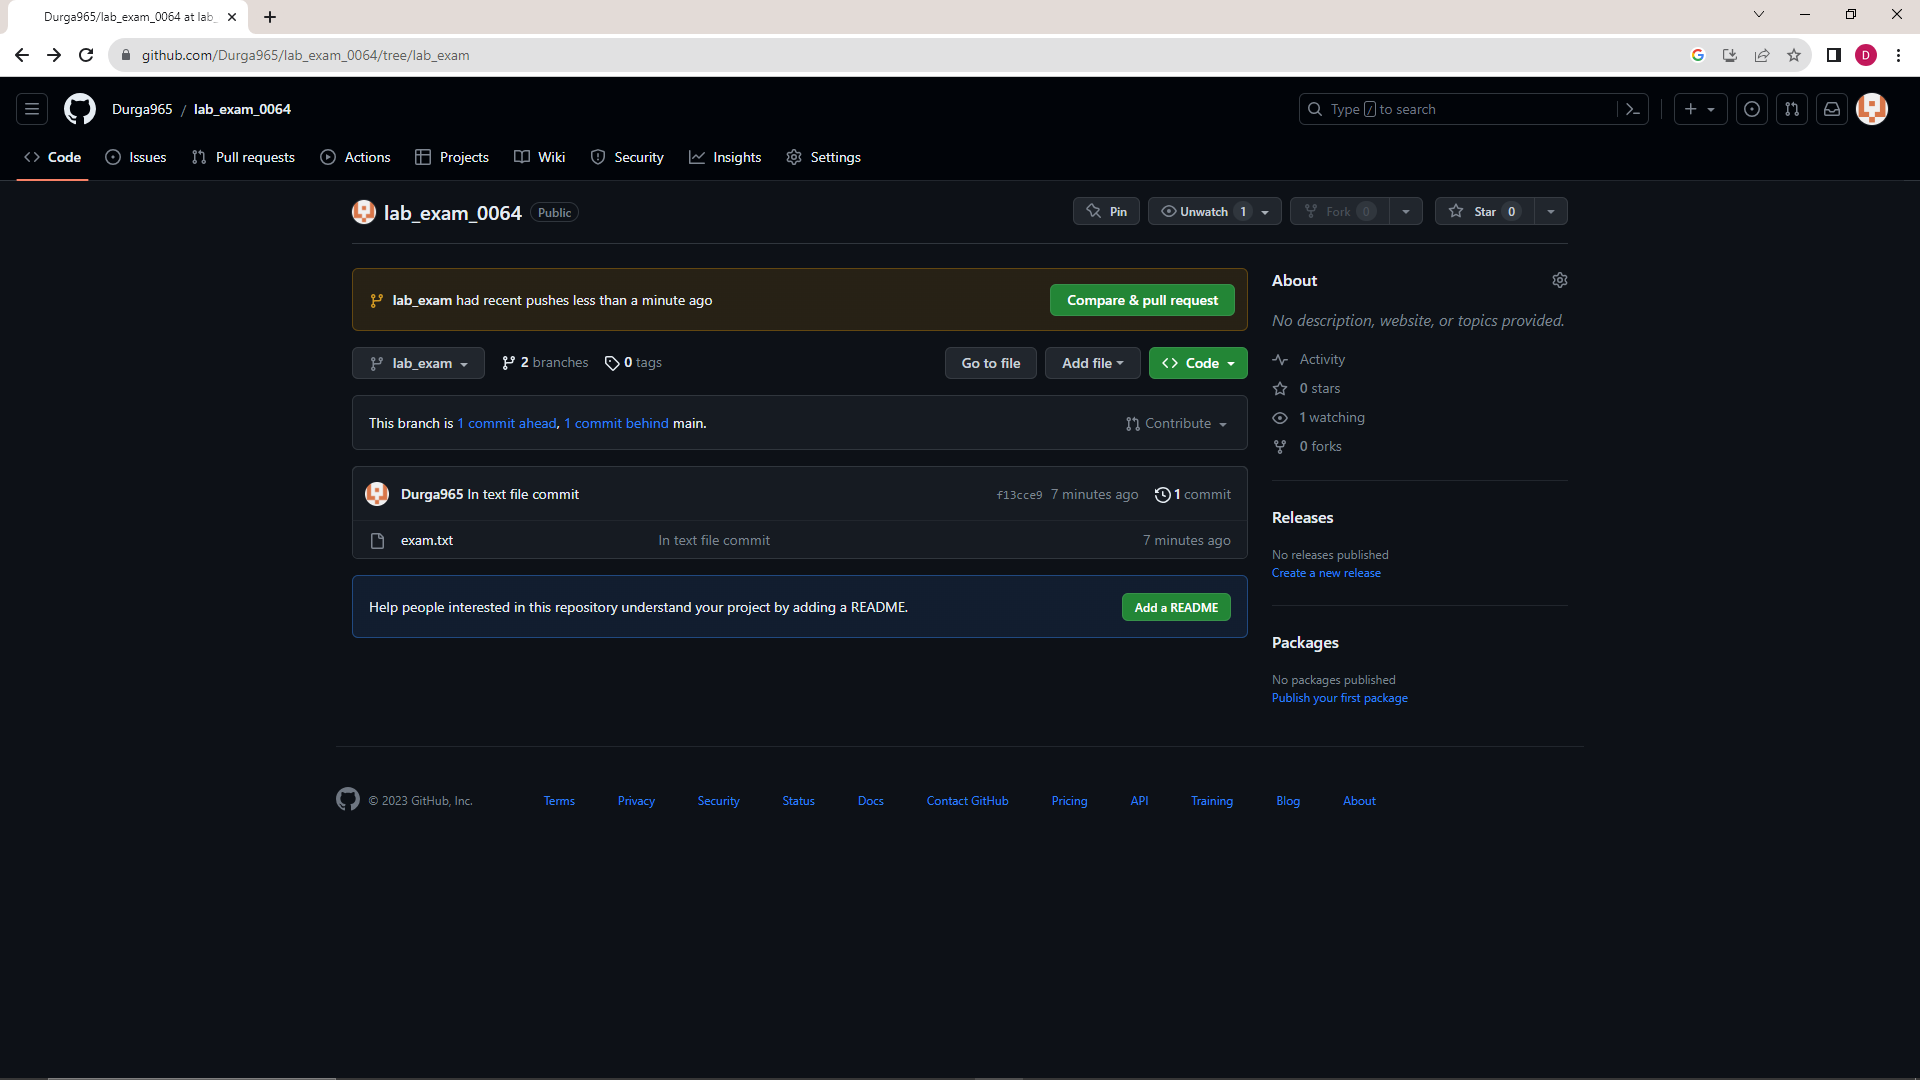 Durga965/lab_exam_0064 at lab_
github.com/Durga965/lab_exam_0064/tree/lab_exam
D
Durga965 / lab_exam_0064
Type / to search
Code Issues Pull requests Actions Projects Wiki Security Insights Settings
lab_exam_0064 Public
Pin Unwatch 1 Fork 0 Star 0
lab_exam had recent pushes less than a minute ago Compare & pull request
lab_exam 2 branches 0 tags Go to file Add file Code
This branch is 1 commit ahead, 1 commit behind main. Contribute
Durga965 In text file commit f13cce9 7 minutes ago 1 commit
exam.txt In text file commit 7 minutes ago
Help people interested in this repository understand your project by adding a README. Add a README
About
No description, website, or topics provided.
Activity
0 stars
1 watching
0 forks
Releases
No releases published
Create a new release
Packages
No packages published
Publish your first package
© 2023 GitHub, Inc. Terms Privacy Security Status Docs Contact GitHub Pricing API Training Blog About